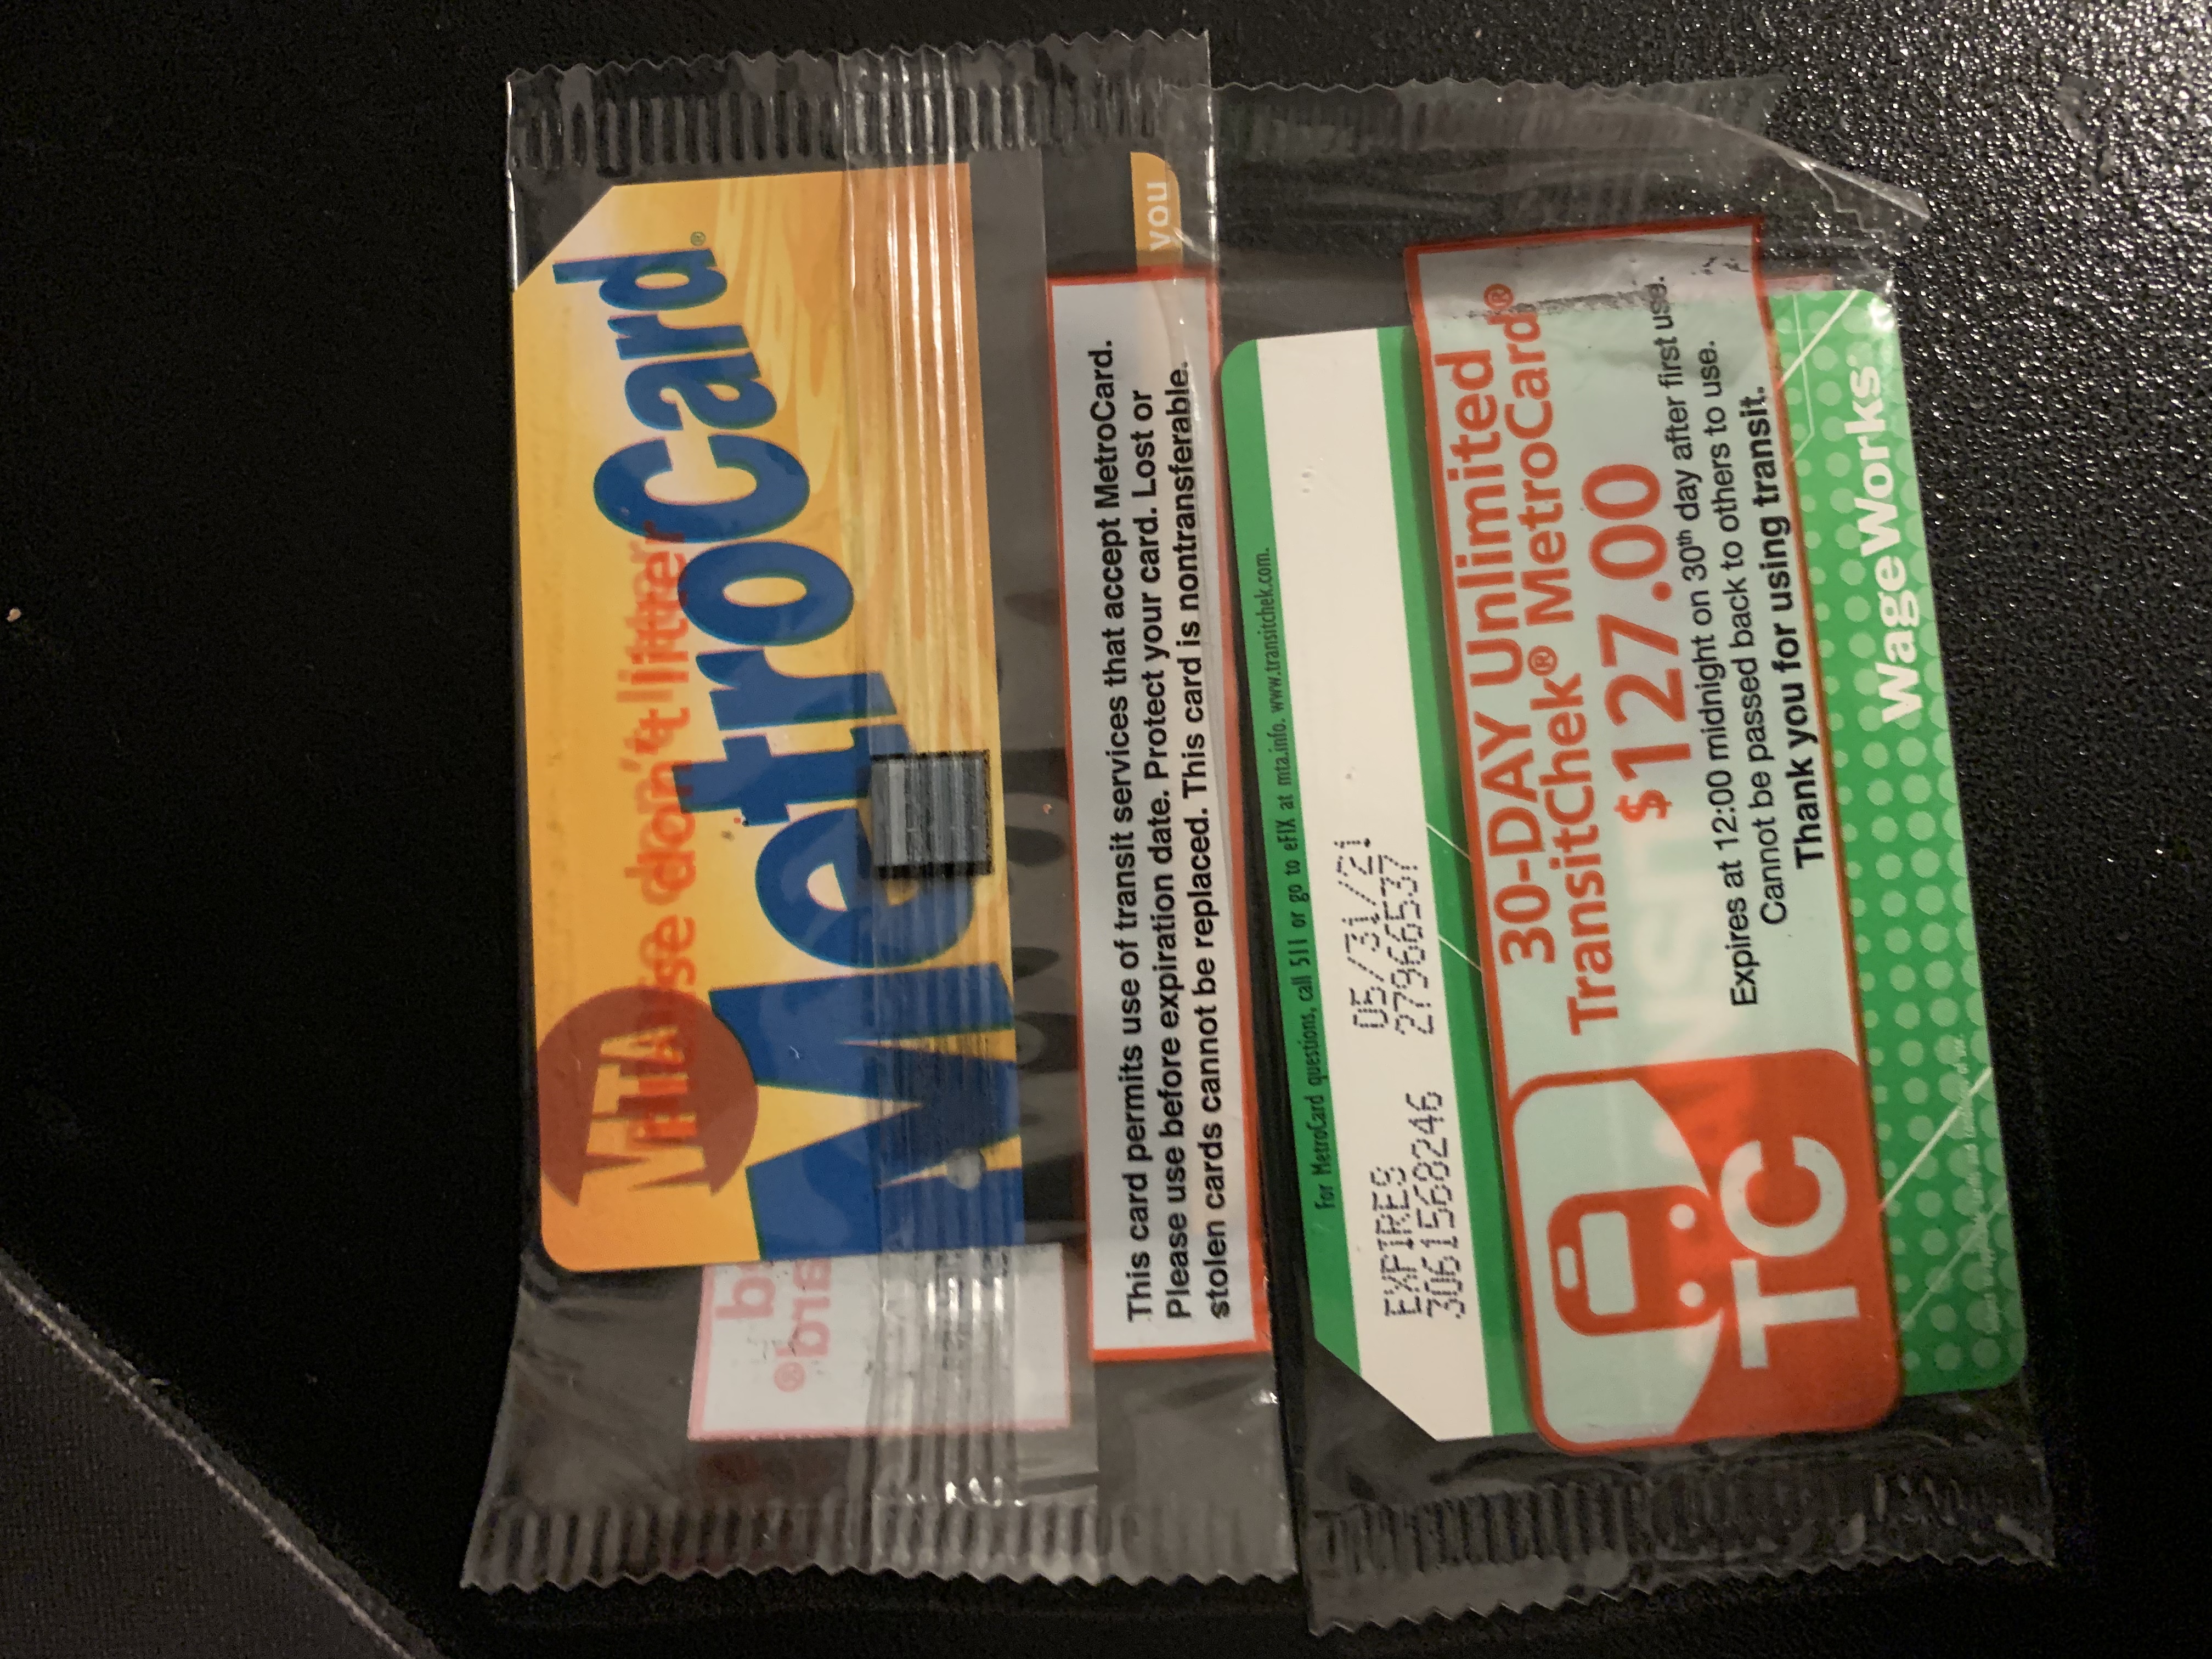 MTA
Please don't litter
MetroCard®
This card permits use of transit services that accept MetroCard.
Please use before expiration date. Protect your card. Lost or
stolen cards cannot be replaced. This card is nontransferable.
you
For MetroCard questions, call 511 or go to eFIX at mta.info. www.transitchek.com.
EXPIRES 05/31/21
3061568246 27966537
TC
30-DAY Unlimited
TransitChek® MetroCard®
$127.00
Expires at 12:00 midnight on 30th day after first use.
Cannot be passed back to others to use.
Thank you for using transit.
WageWorks